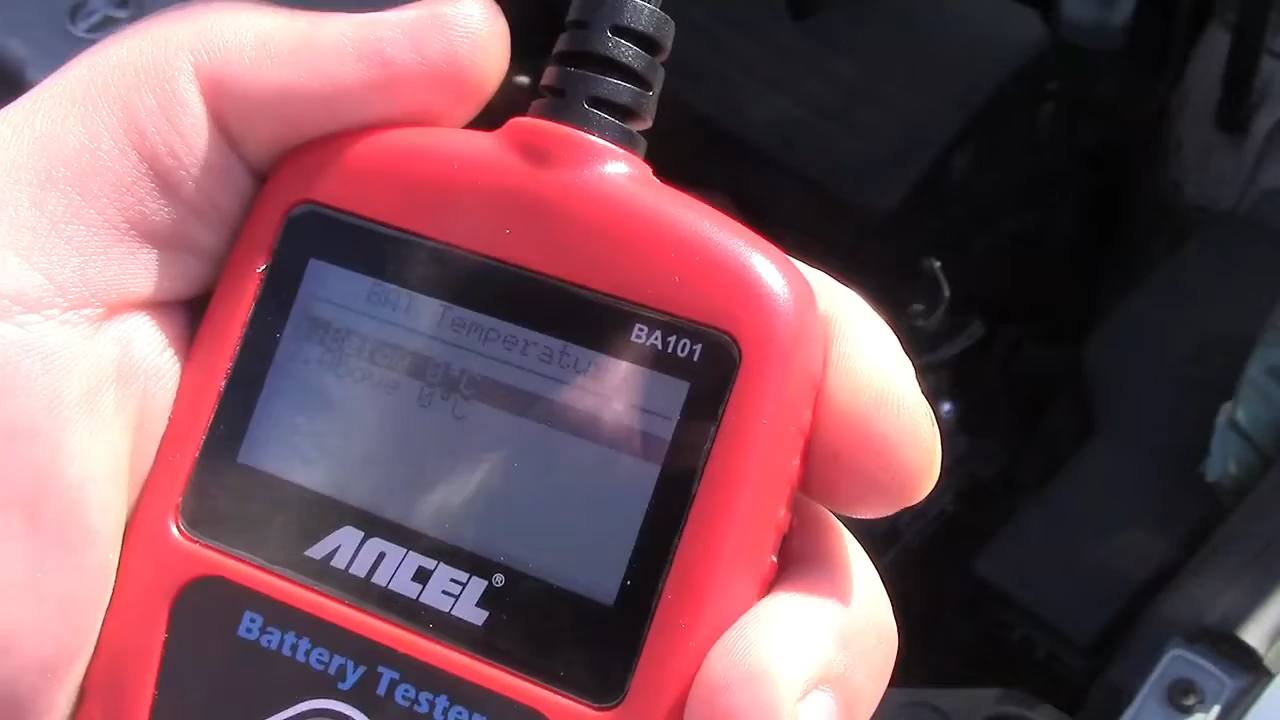 BA101
BAT Temperatu
Below 0℃
Above 0℃
ANCEL®
Battery Tester